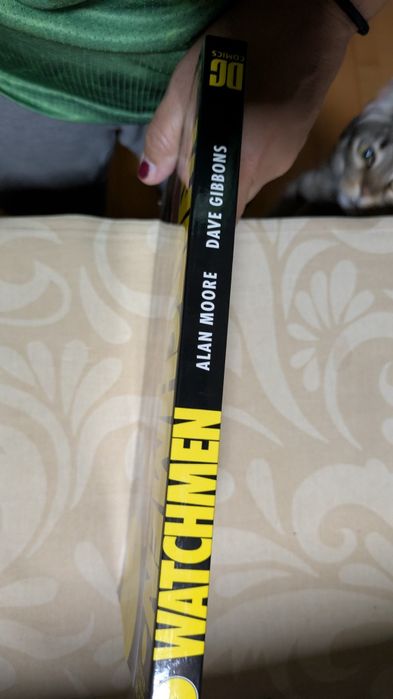 WATCHMEN
ALAN MOORE DAVE GIBBONS
DC
COMICS